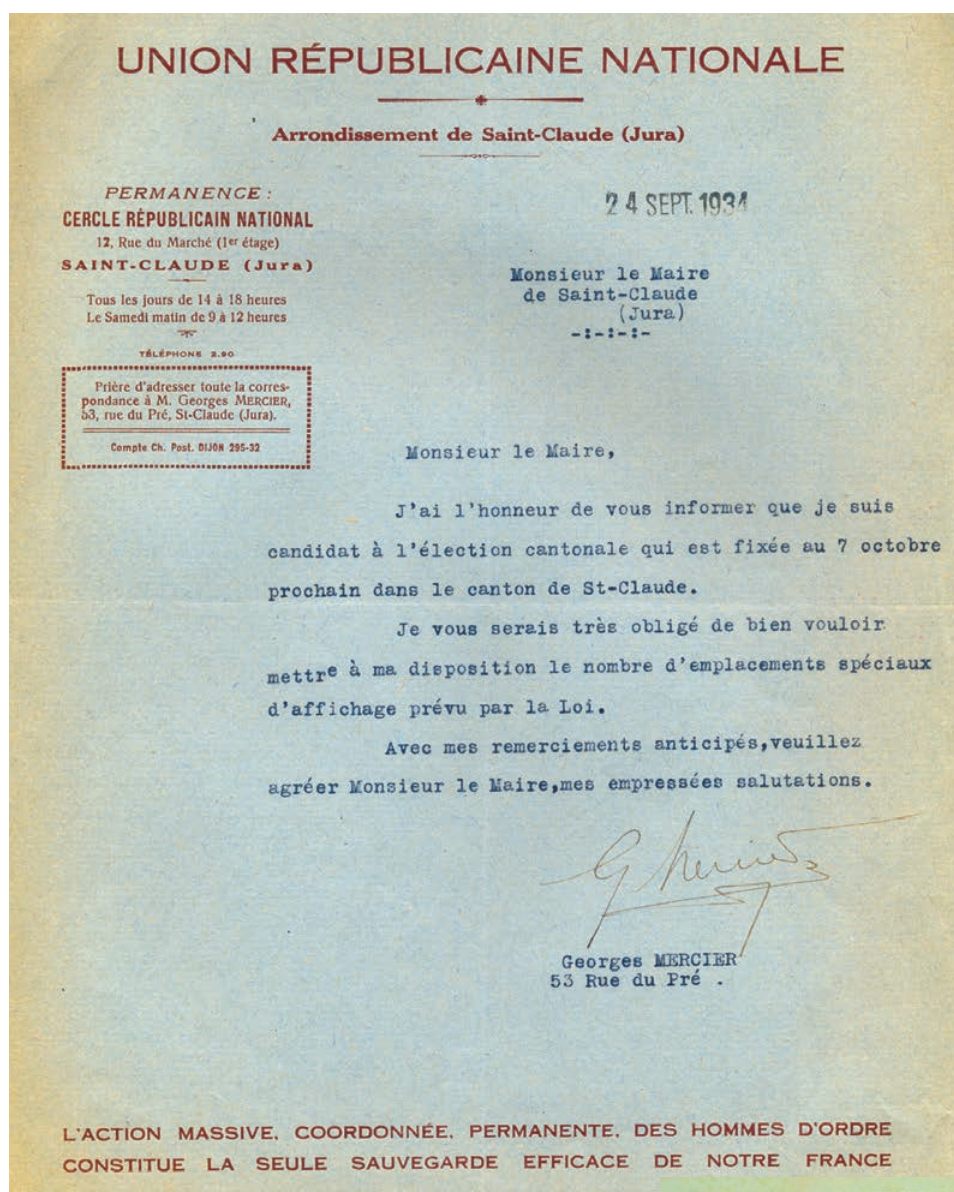 UNION RÉPUBLICAINE NATIONALE
Arrondissement de Saint-Claude (Jura)
PERMANENCE :
CERCLE RÉPUBLICAIN NATIONAL
12, Rue du Marché (1er étage)
SAINT-CLAUDE (Jura)
Tous les jours de 14 à 18 heures
Le Samedi matin de 9 à 12 heures
TÉLÉPHONE 2.90
Prière d'adresser toute la corres-
pondance à M. Georges MERCIER,
53, rue du Pré, St-Claude (Jura).
Compte Ch. Post. DIJON 295-32
24 SEPT. 1934
Monsieur le Maire
de Saint-Claude
(Jura)
-:-:-:-
Monsieur le Maire,
J'ai l'honneur de vous informer que je suis
candidat à l'élection cantonale qui est fixée au 7 octobre
prochain dans le canton de St-Claude.
Je vous serais très obligé de bien vouloir
mettre à ma disposition le nombre d'emplacements spéciaux
d'affichage prévu par la Loi.
Avec mes remerciements anticipés,veuillez
agréer Monsieur le Maire,mes empressées salutations.
G Mercier
Georges MERCIER
53 Rue du Pré .
L'ACTION MASSIVE, COORDONNÉE, PERMANENTE, DES HOMMES D'ORDRE
CONSTITUE LA SEULE SAUVEGARDE EFFICACE DE NOTRE FRANCE